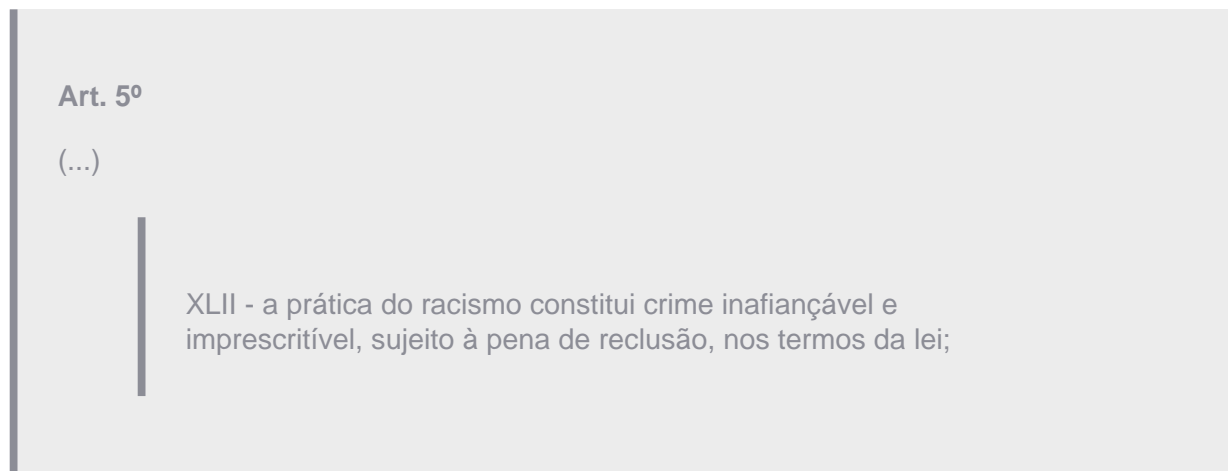 Art. 5º
(...)
XLII - a prática do racismo constitui crime inafiançável e
imprescritível, sujeito à pena de reclusão, nos termos da lei;